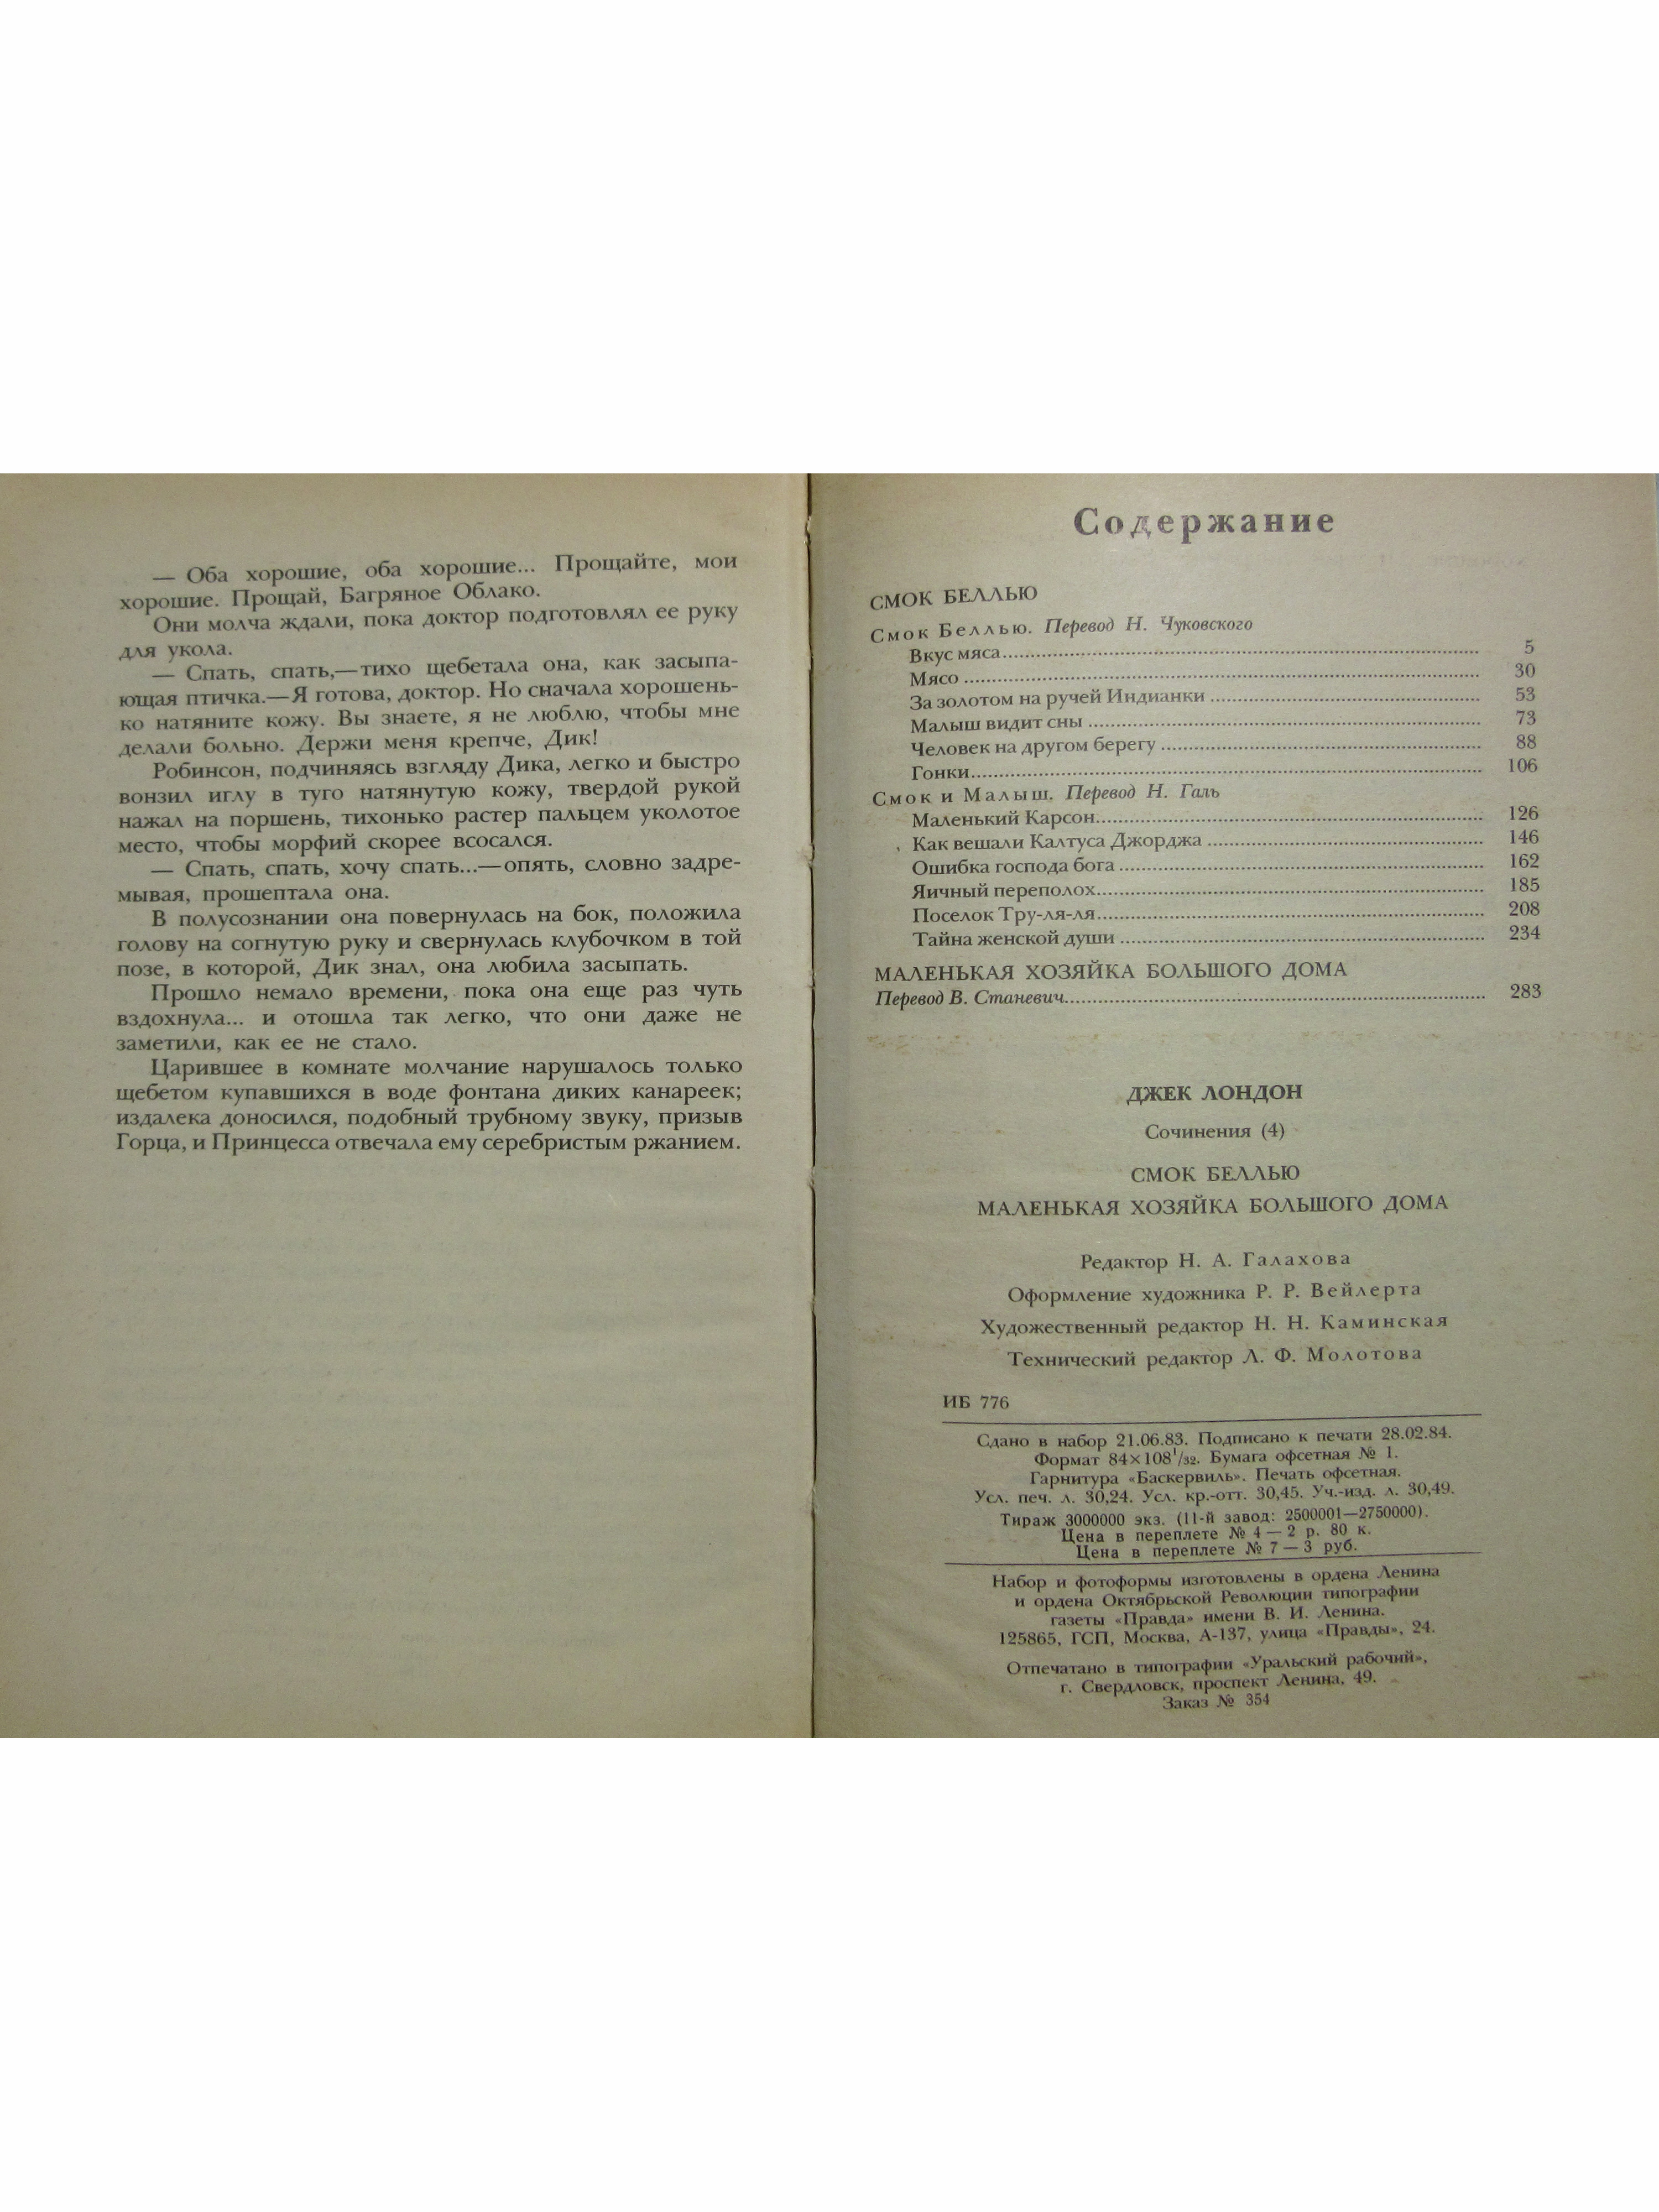 — Оба хорошие, оба хорошие... Прощайте, мои
хорошие. Прощай, Багряное Облако.
Они молча ждали, пока доктор подготовлял ее руку
для укола.
— Спать, спать,—тихо щебетала она, как засыпа-
ющая птичка.—Я готова, доктор. Но сначала хорошень-
ко натяните кожу. Вы знаете, я не люблю, чтобы мне
делали больно. Держи меня крепче, Дик!
Робинсон, подчиняясь взгляду Дика, легко и быстро
вонзил иглу в туго натянутую кожу, твердой рукой
нажал на поршень, тихонько растер пальцем уколотое
место, чтобы морфий скорее всосался.
— Спать, спать, хочу спать...—опять, словно задре-
мывая, прошептала она.
В полусознании она повернулась на бок, положила
голову на согнутую руку и свернулась клубочком в той
позе, в которой, Дик знал, она любила засыпать.
Прошло немало времени, пока она еще раз чуть
вздохнула... и отошла так легко, что они даже не
заметили, как ее не стало.
Царившее в комнате молчание нарушалось только
щебетом купавшихся в воде фонтана диких канареек;
издалека доносился, подобный трубному звуку, призыв
Горца, и Принцесса отвечала ему серебристым ржанием.
Содержание
СМОК БЕЛЛЬЮ
Смок Беллью. Перевод Н. Чуковского
Вкус мяса........ 5
Мясо ........ 30
За золотом на ручей Индианки ........ 53
Малыш видит сны ........ 73
Человек на другом берегу ........ 88
Гонки........ 106
Смок и Малыш. Перевод Н. Галь
Маленький Карсон........ 126
Как вешали Калтуса Джорджа ........ 146
Ошибка господа бога ........ 162
Яичный переполох........ 185
Поселок Тру-ля-ля........ 208
Тайна женской души ........ 234
МАЛЕНЬКАЯ ХОЗЯЙКА БОЛЬШОГО ДОМА
Перевод В. Станевич........ 283
ДЖЕК ЛОНДОН
Сочинения (4)
СМОК БЕЛЛЬЮ
МАЛЕНЬКАЯ ХОЗЯЙКА БОЛЬШОГО ДОМА
Редактор Н. А. Галахова
Оформление художника Р. Р. Вейлерта
Художественный редактор Н. Н. Каминская
Технический редактор Л. Ф. Молотова
ИБ 776
Сдано в набор 21.06.83. Подписано к печати 28.02.84.
Формат 84×108 1/32. Бумага офсетная № 1.
Гарнитура «Баскервиль». Печать офсетная.
Усл. печ. л. 30,24. Усл. кр.-отт. 30,45. Уч.-изд. л. 30,49.
Тираж 3000000 экз. (11-й завод: 2500001—2750000).
Цена в переплете № 4 — 2 р. 80 к.
Цена в переплете № 7 — 3 руб.
Набор и фотоформы изготовлены в ордена Ленина
и ордена Октябрьской Революции типографии
газеты «Правда» имени В. И. Ленина.
125865, ГСП, Москва, А-137, улица «Правды», 24.
Отпечатано в типографии «Уральский рабочий»,
г. Свердловск, проспект Ленина, 49.
Заказ № 354